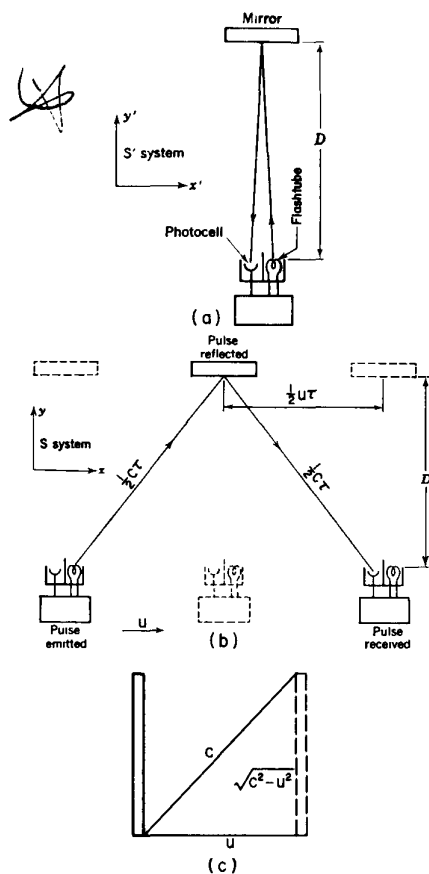 Mirror
y'
S' system
x'
D
Photocell
Flashtube
(a)
Pulse
reflected
½uτ
y
S system
x
½cτ
½cτ
D
Pulse
emitted
u
(b)
Pulse
received
c
√c²−u²
u
(c)